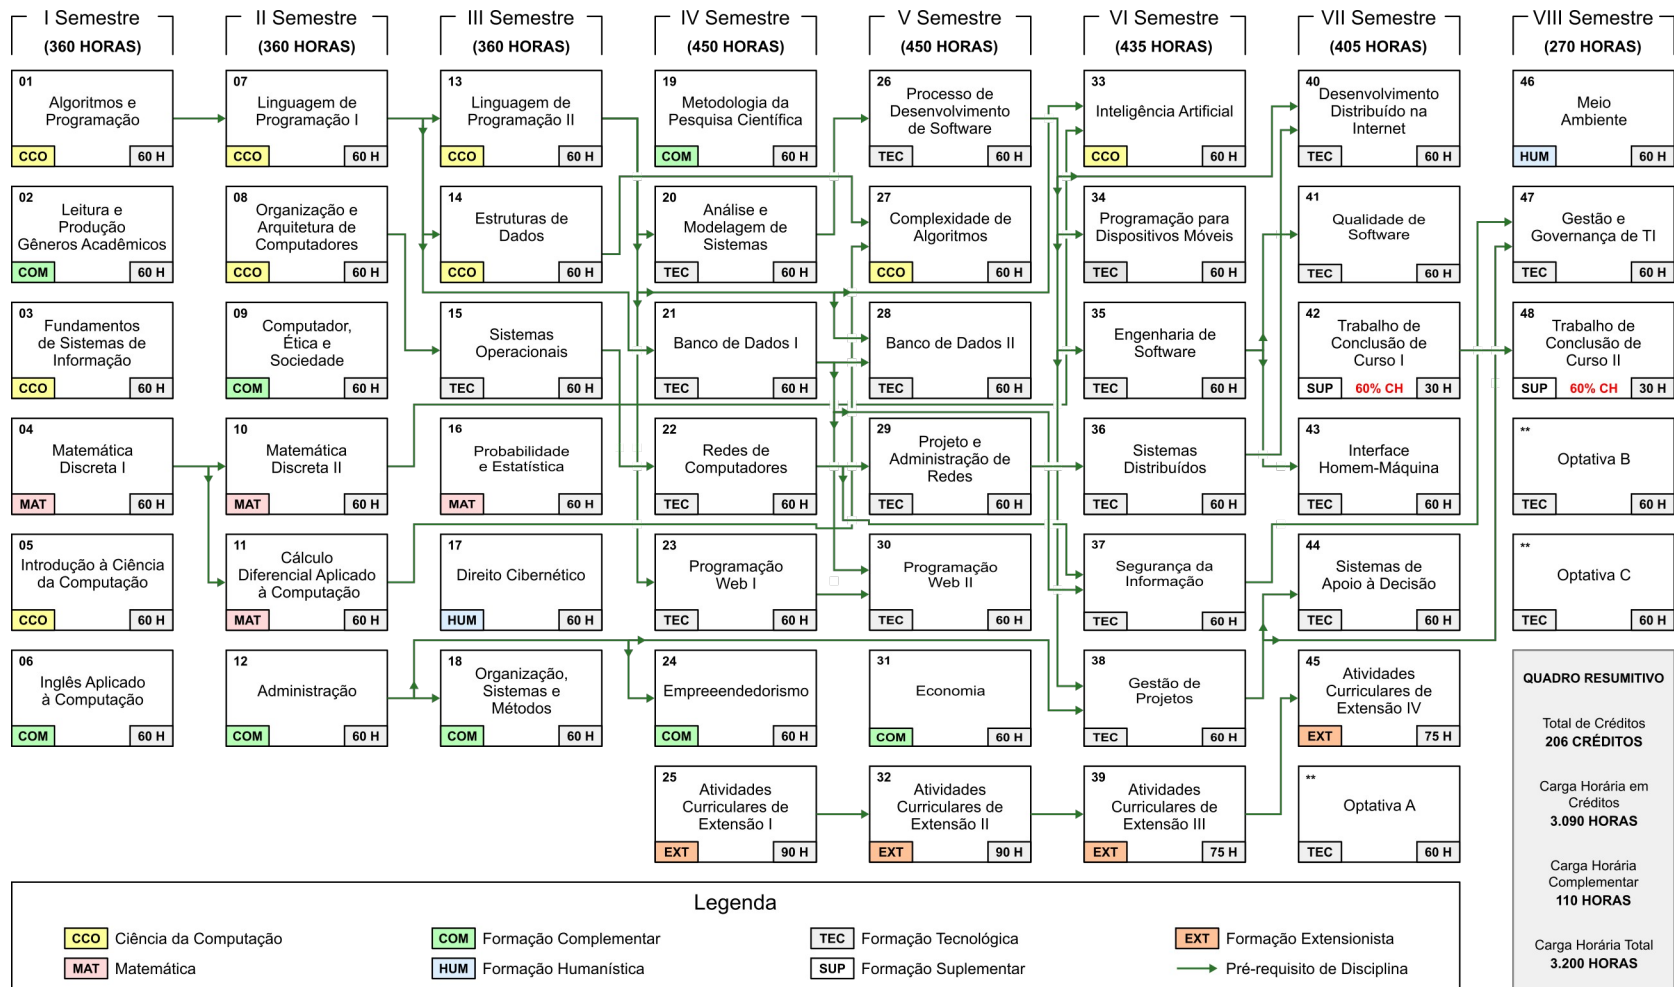 I Semestre
(360 HORAS)
01
Algoritmos e
Programação
CCO
60 H
02
Leitura e
Produção
Gêneros Acadêmicos
COM
60 H
03
Fundamentos
de Sistemas de
Informação
CCO
60 H
04
Matemática
Discreta I
MAT
60 H
05
Introdução à Ciência
da Computação
CCO
60 H
06
Inglês Aplicado
à Computação
COM
60 H
II Semestre
(360 HORAS)
07
Linguagem de
Programação I
CCO
60 H
08
Organização e
Arquitetura de
Computadores
CCO
60 H
09
Computador,
Ética e
Sociedade
COM
60 H
10
Matemática
Discreta II
MAT
60 H
11
Cálculo
Diferencial Aplicado
à Computação
MAT
60 H
12
Administração
COM
60 H
III Semestre
(360 HORAS)
13
Linguagem de
Programação II
CCO
60 H
14
Estruturas de
Dados
CCO
60 H
15
Sistemas
Operacionais
TEC
60 H
16
Probabilidade
e Estatística
MAT
60 H
17
Direito Cibernético
HUM
60 H
18
Organização,
Sistemas e
Métodos
COM
60 H
IV Semestre
(450 HORAS)
19
Metodologia da
Pesquisa Científica
COM
60 H
20
Análise e
Modelagem de
Sistemas
TEC
60 H
21
Banco de Dados I
TEC
60 H
22
Redes de
Computadores
TEC
60 H
23
Programação
Web I
TEC
60 H
24
Empreeendedorismo
COM
60 H
25
Atividades
Curriculares de
Extensão I
EXT
90 H
V Semestre
(450 HORAS)
26
Processo de
Desenvolvimento
de Software
TEC
60 H
27
Complexidade de
Algoritmos
CCO
60 H
28
Banco de Dados II
TEC
60 H
29
Projeto e
Administração de
Redes
TEC
60 H
30
Programação
Web II
TEC
60 H
31
Economia
COM
60 H
32
Atividades
Curriculares de
Extensão II
EXT
90 H
VI Semestre
(435 HORAS)
33
Inteligência Artificial
CCO
60 H
34
Programação para
Dispositivos Móveis
TEC
60 H
35
Engenharia de
Software
TEC
60 H
36
Sistemas
Distribuídos
TEC
60 H
37
Segurança da
Informação
TEC
60 H
38
Gestão de
Projetos
TEC
60 H
39
Atividades
Curriculares de
Extensão III
EXT
75 H
VII Semestre
(405 HORAS)
40
Desenvolvimento
Distribuído na
Internet
TEC
60 H
41
Qualidade de
Software
TEC
60 H
42
Trabalho de
Conclusão de
Curso I
SUP
60% CH
30 H
43
Interface
Homem-Máquina
TEC
60 H
44
Sistemas de
Apoio à Decisão
TEC
60 H
45
Atividades
Curriculares de
Extensão IV
EXT
75 H
**
Optativa A
TEC
60 H
VIII Semestre
(270 HORAS)
46
Meio
Ambiente
HUM
60 H
47
Gestão e
Governança de TI
TEC
60 H
48
Trabalho de
Conclusão de
Curso II
SUP
60% CH
30 H
**
Optativa B
TEC
60 H
**
Optativa C
TEC
60 H
QUADRO RESUMITIVO
Total de Créditos
206 CRÉDITOS
Carga Horária em
Créditos
3.090 HORAS
Carga Horária
Complementar
110 HORAS
Carga Horária Total
3.200 HORAS
Legenda
CCO Ciência da Computação
COM Formação Complementar
TEC Formação Tecnológica
EXT Formação Extensionista
MAT Matemática
HUM Formação Humanística
SUP Formação Suplementar
Pré-requisito de Disciplina